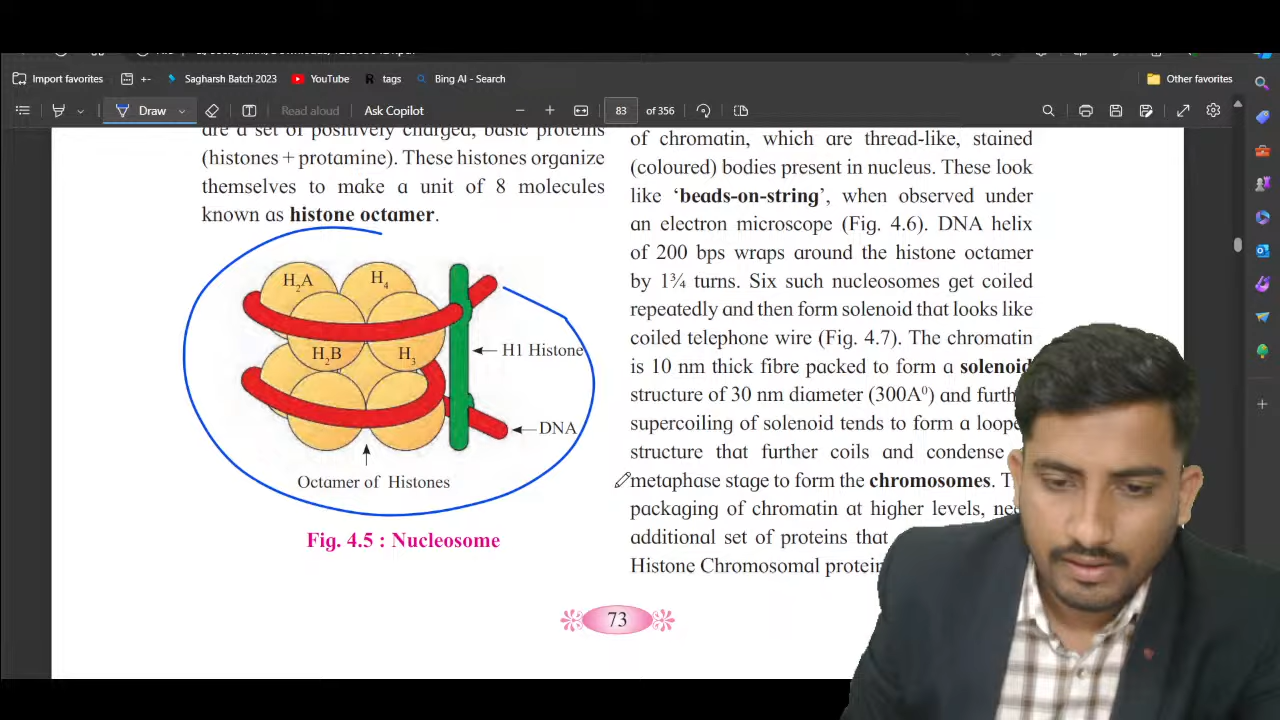 Import favorites
Sagharsh Batch 2023
YouTube
tags
Bing AI - Search
Other favorites
Draw
Read aloud
Ask Copilot
83
of 356
are a set of positively charged, basic proteins
(histones + protamine). These histones organize
themselves to make a unit of 8 molecules
known as histone octamer.
H2A
H4
H2B
H3
H1 Histone
DNA
Octamer of Histones
Fig. 4.5 : Nucleosome
of chromatin, which are thread-like, stained
(coloured) bodies present in nucleus. These look
like ‘beads-on-string’, when observed under
an electron microscope (Fig. 4.6). DNA helix
of 200 bps wraps around the histone octamer
by 1¾ turns. Six such nucleosomes get coiled
repeatedly and then form solenoid that looks like
coiled telephone wire (Fig. 4.7). The chromatin
is 10 nm thick fibre packed to form a solenoid
structure of 30 nm diameter (300A⁰) and
supercoiling of solenoid tends to form a
structure that further coils and condense
metaphase stage to form the chromosomes.
packaging of chromatin at higher levels,
additional set of proteins that
Histone Chromosomal
73